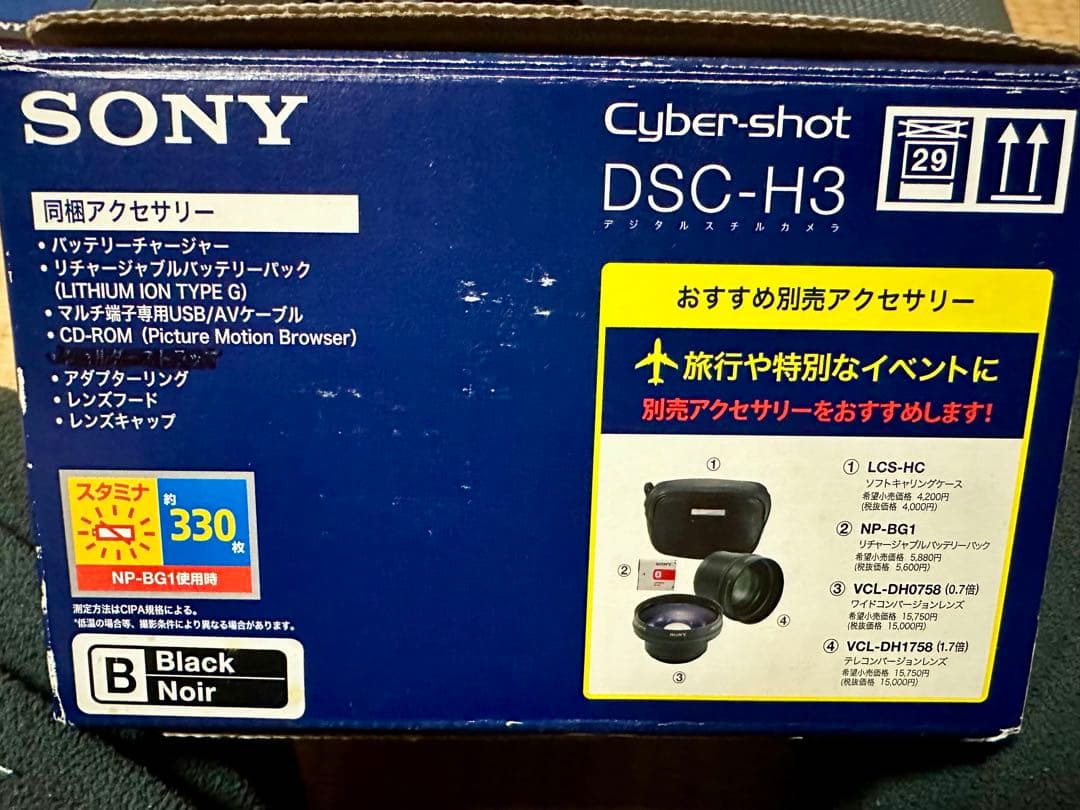 SONY
Cyber-shot
DSC-H3
デジタルスチルカメラ
29
同梱アクセサリー
• バッテリーチャージャー
• リチャージャブルバッテリーパック
(LITHIUM ION TYPE G)
• マルチ端子専用USB/AVケーブル
• CD-ROM (Picture Motion Browser)
• アダプターリング
• レンズフード
• レンズキャップ
スタミナ
約
330
枚
NP-BG1使用時
測定方法はCIPA規格による。
*低温の場合等、撮影条件により異なる場合があります。
B
Black
Noir
おすすめ別売アクセサリー
旅行や特別なイベントに
別売アクセサリーをおすすめします!
①
②
SONY
④
SONY
③
① LCS-HC
ソフトキャリングケース
希望小売価格 4,200円
(税抜価格 4,000円)
② NP-BG1
リチャージャブルバッテリーパック
希望小売価格 5,880円
(税抜価格 5,600円)
③ VCL-DH0758 (0.7倍)
ワイドコンバージョンレンズ
希望小売価格 15,750円
(税抜価格 15,000円)
④ VCL-DH1758 (1.7倍)
テレコンバージョンレンズ
希望小売価格 15,750円
(税抜価格 15,000円)